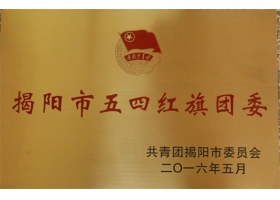 揭阳市五四红旗团委
共青团揭阳市委员会
二〇一六年五月